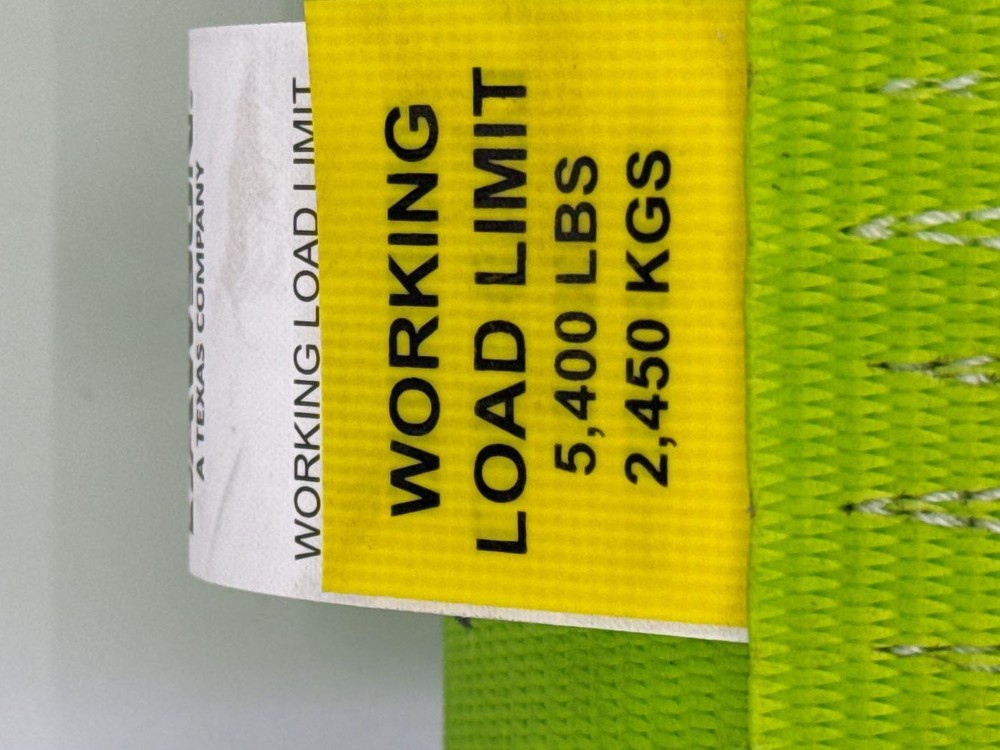 A TEXAS COMPANY
WORKING LOAD LIMIT
WORKING
LOAD LIMIT
5,400 LBS
2,450 KGS